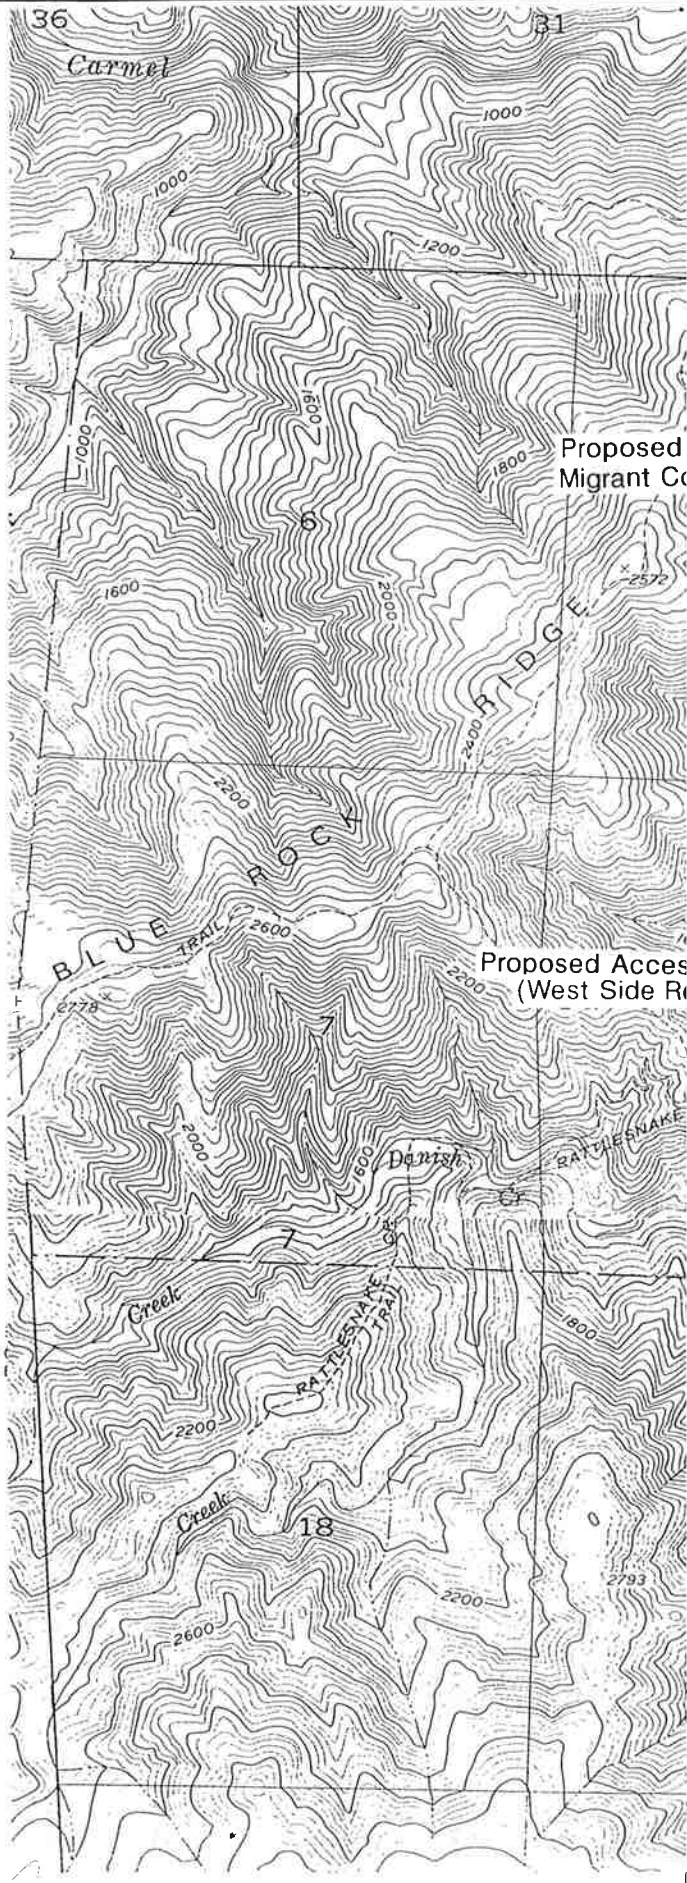 36
31
Carmel
1000
1000
1200
1600
1000
1800
Proposed
Migrant Co
6
2572
1600
2000
RIDGE
2400
2200
ROCK
BLUE
TRAIL
2600
Proposed Acces
(West Side Re
2200
2778
7
2000
1600
Danish
RATTLESNAKE
Cr
7
Creek
RATTLESNAKE
TRAIL
1800
2200
Creek
18
2793
2200
2600